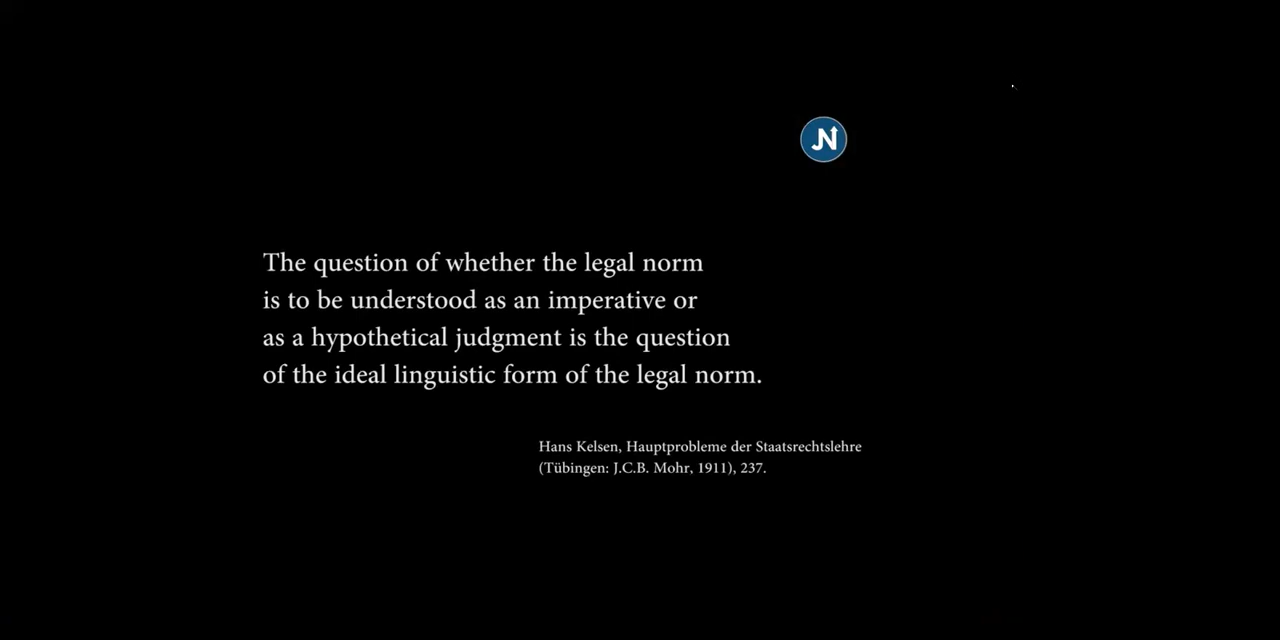 JN
The question of whether the legal norm
is to be understood as an imperative or
as a hypothetical judgment is the question
of the ideal linguistic form of the legal norm.
Hans Kelsen, Hauptprobleme der Staatsrechtslehre
(Tübingen: J.C.B. Mohr, 1911), 237.